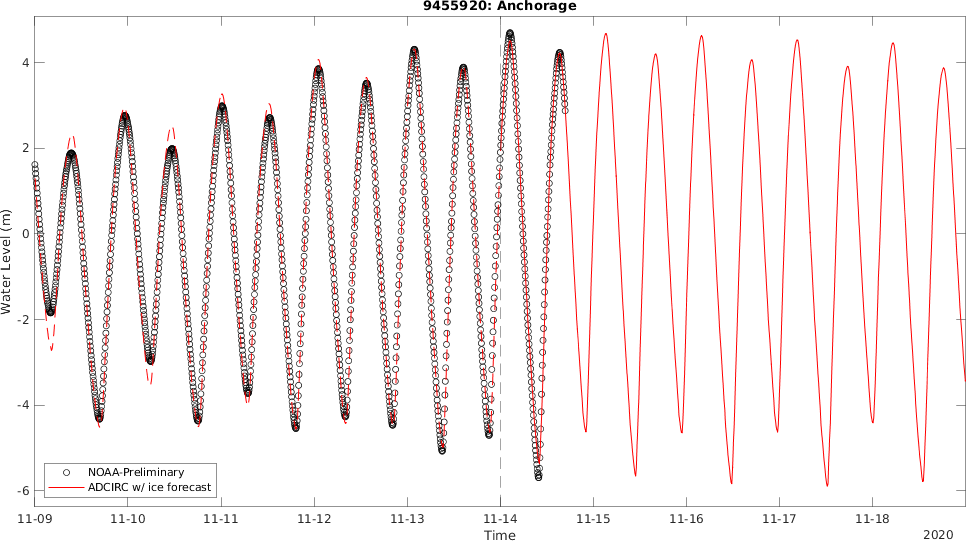 9455920: Anchorage
Water Level (m)
4
2
0
-2
-4
-6
NOAA-Preliminary
ADCIRC w/ ice forecast
11-09 11-10 11-11 11-12 11-13 11-14 11-15 11-16 11-17 11-18
Time
2020